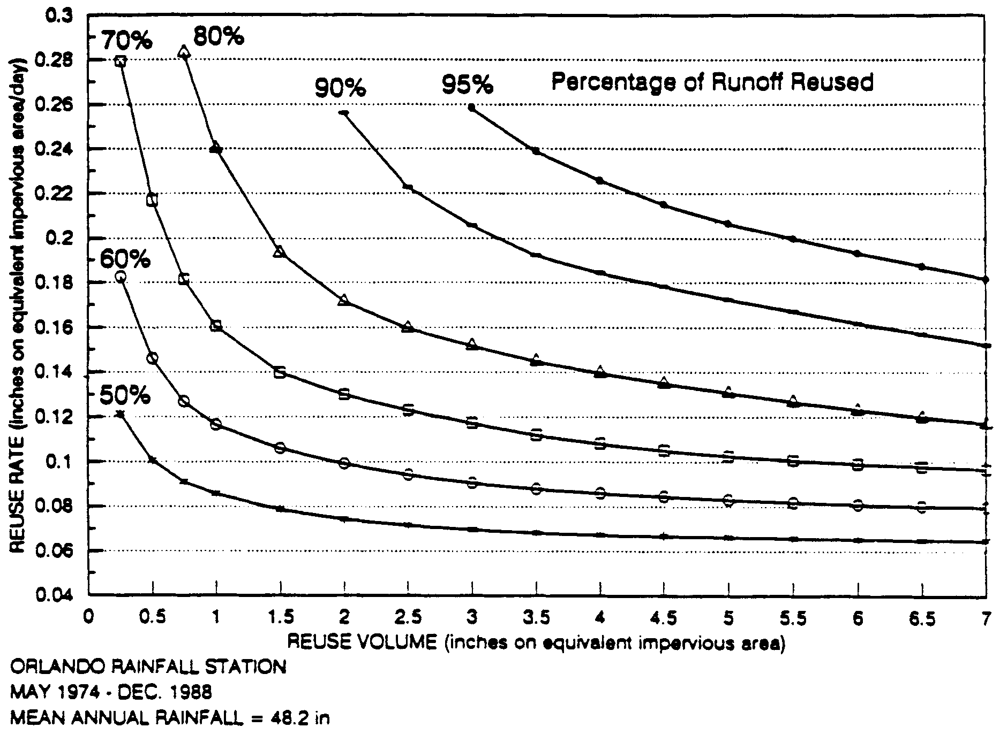 0.3
0.28
0.26
0.24
0.22
0.2
0.18
0.16
0.14
0.12
0.1
0.08
0.06
0.04
REUSE RATE (inches on equivalent impervious area/day)
70%
80%
90%
95%
Percentage of Runoff Reused
60%
50%
0 0.5 1 1.5 2 2.5 3 3.5 4 4.5 5 5.5 6 6.5 7
REUSE VOLUME (inches on equivalent impervious area)
ORLANDO RAINFALL STATION
MAY 1974 - DEC. 1988
MEAN ANNUAL RAINFALL = 48.2 in